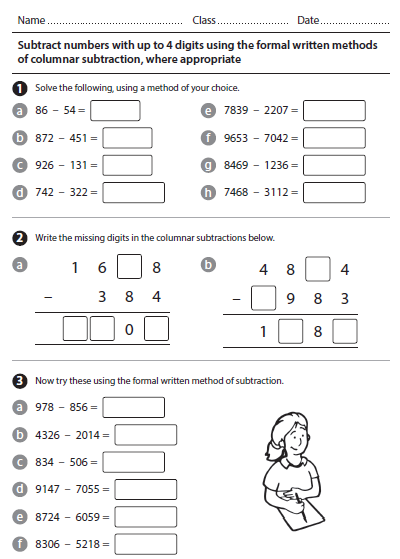 Name ........................................ Class ..................... Date .....................
Subtract numbers with up to 4 digits using the formal written methods
of columnar subtraction, where appropriate
1 Solve the following, using a method of your choice.
a 86 – 54 =
b 872 – 451 =
c 926 – 131 =
d 742 – 322 =
e 7839 – 2207 =
f 9653 – 7042 =
g 8469 – 1236 =
h 7468 – 3112 =
2 Write the missing digits in the columnar subtractions below.
a 1 6 8
– 3 8 4
0
b 4 8 4
– 9 8 3
1 8
3 Now try these using the formal written method of subtraction.
a 978 – 856 =
b 4326 – 2014 =
c 834 – 506 =
d 9147 – 7055 =
e 8724 – 6059 =
f 8306 – 5218 =